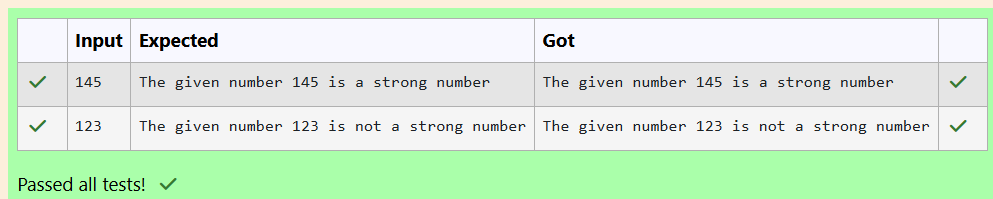 Input Expected Got
145 The given number 145 is a strong number The given number 145 is a strong number
123 The given number 123 is not a strong number The given number 123 is not a strong number
Passed all tests!